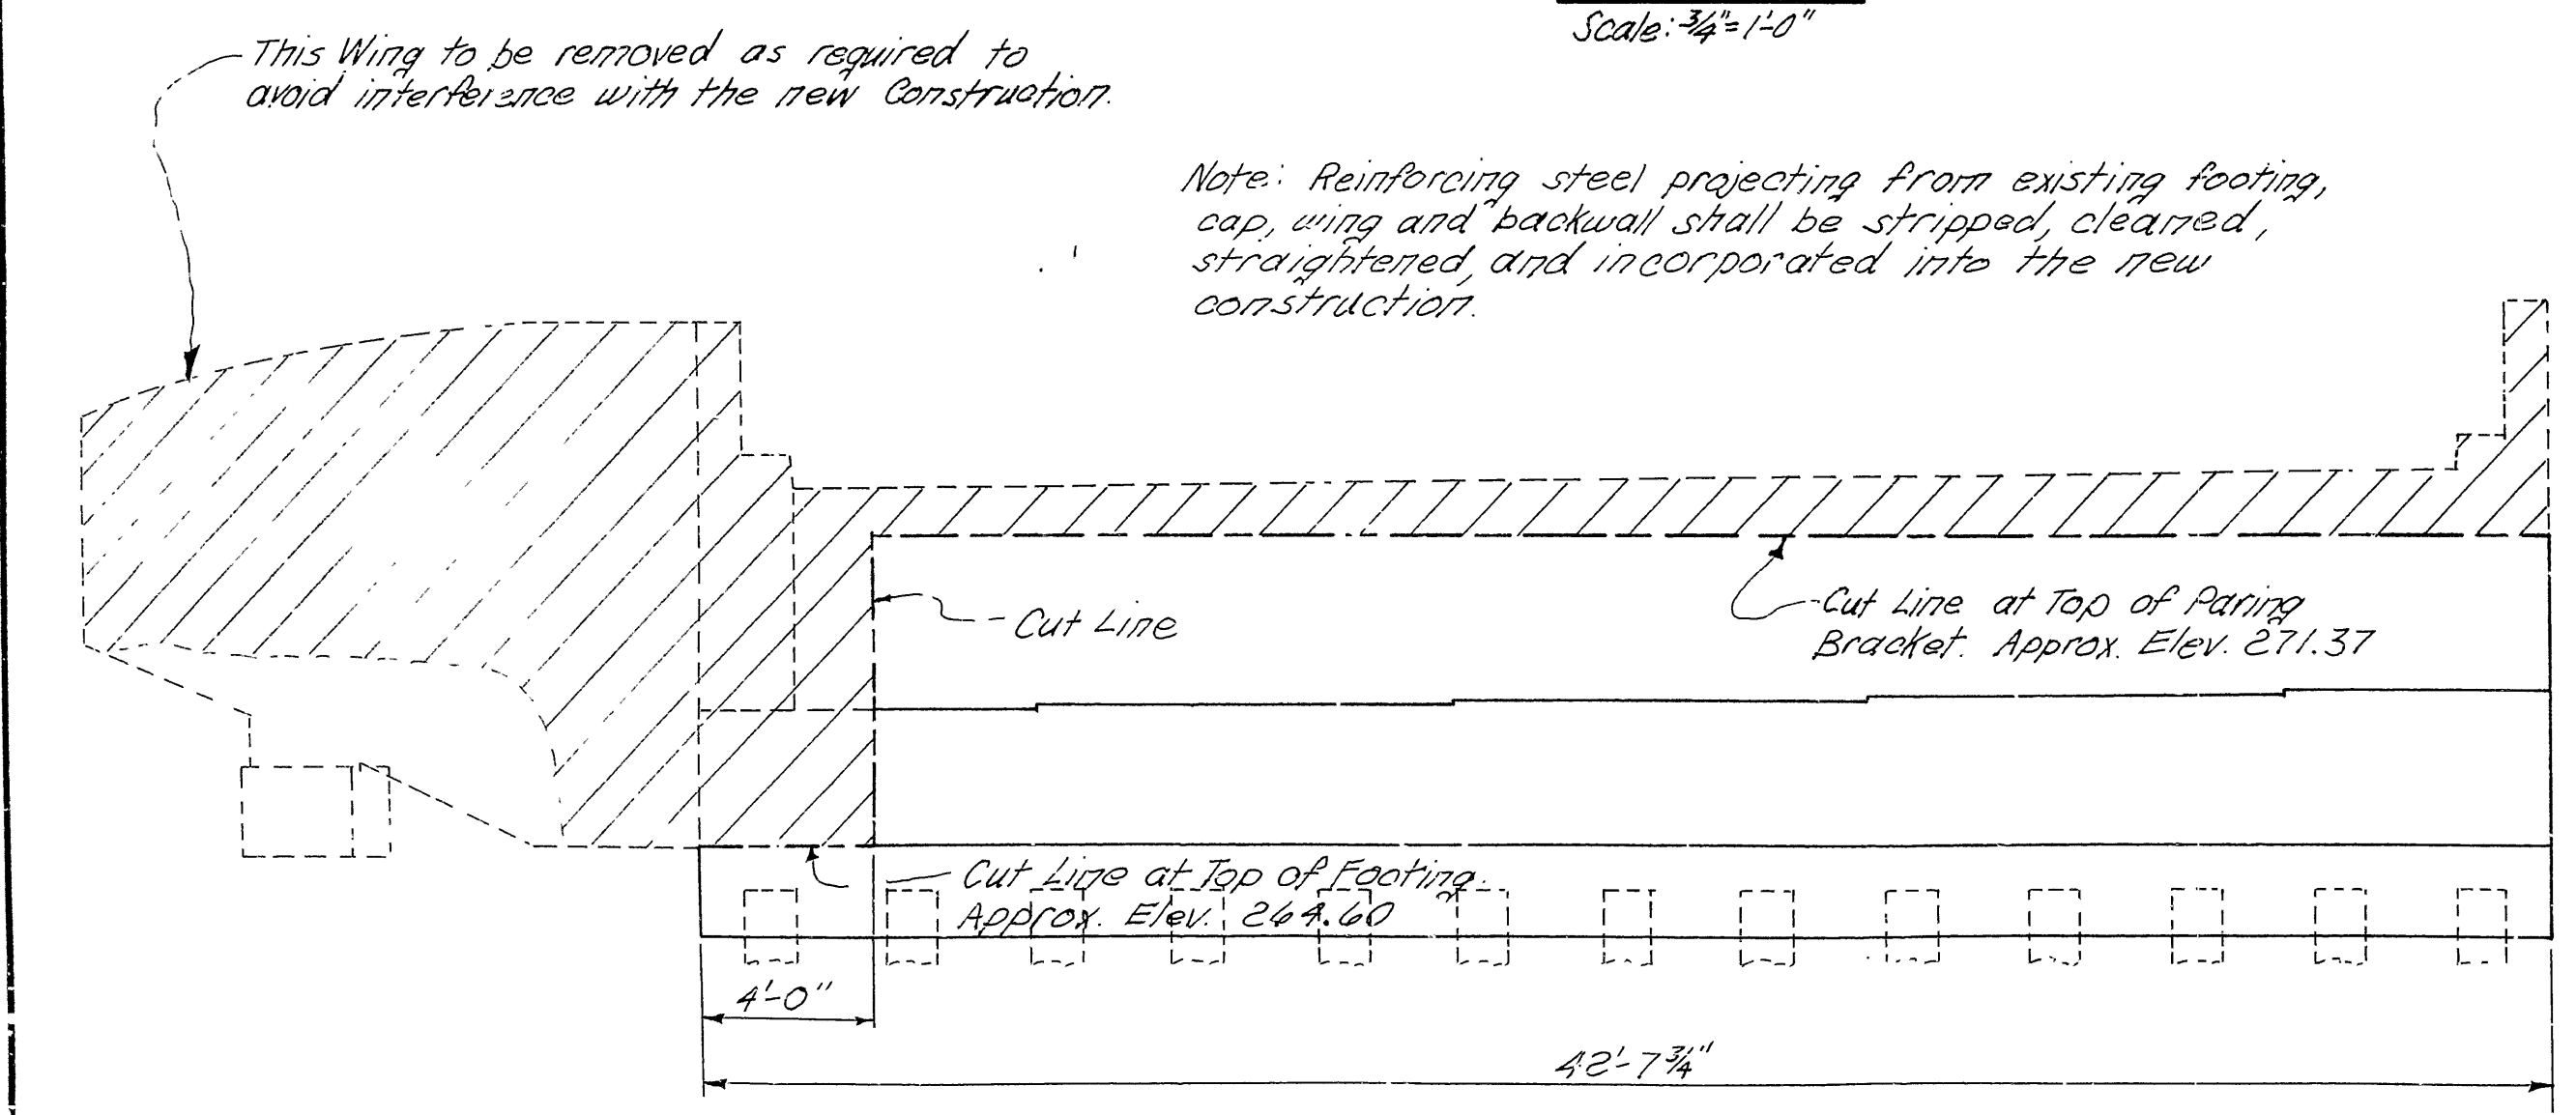 Scale: 3/4"=1'-0"
This Wing to be removed as required to
avoid interference with the new Construction.
Note: Reinforcing steel projecting from existing footing,
cap, wing and backwall shall be stripped, cleaned,
straightened, and incorporated into the new
construction.
Cut Line
Cut Line at Top of Paring
Bracket. Approx. Elev. 271.37
Cut Line at Top of Footing.
Approx. Elev. 264.60
4'-0"
42'-7 3/4"